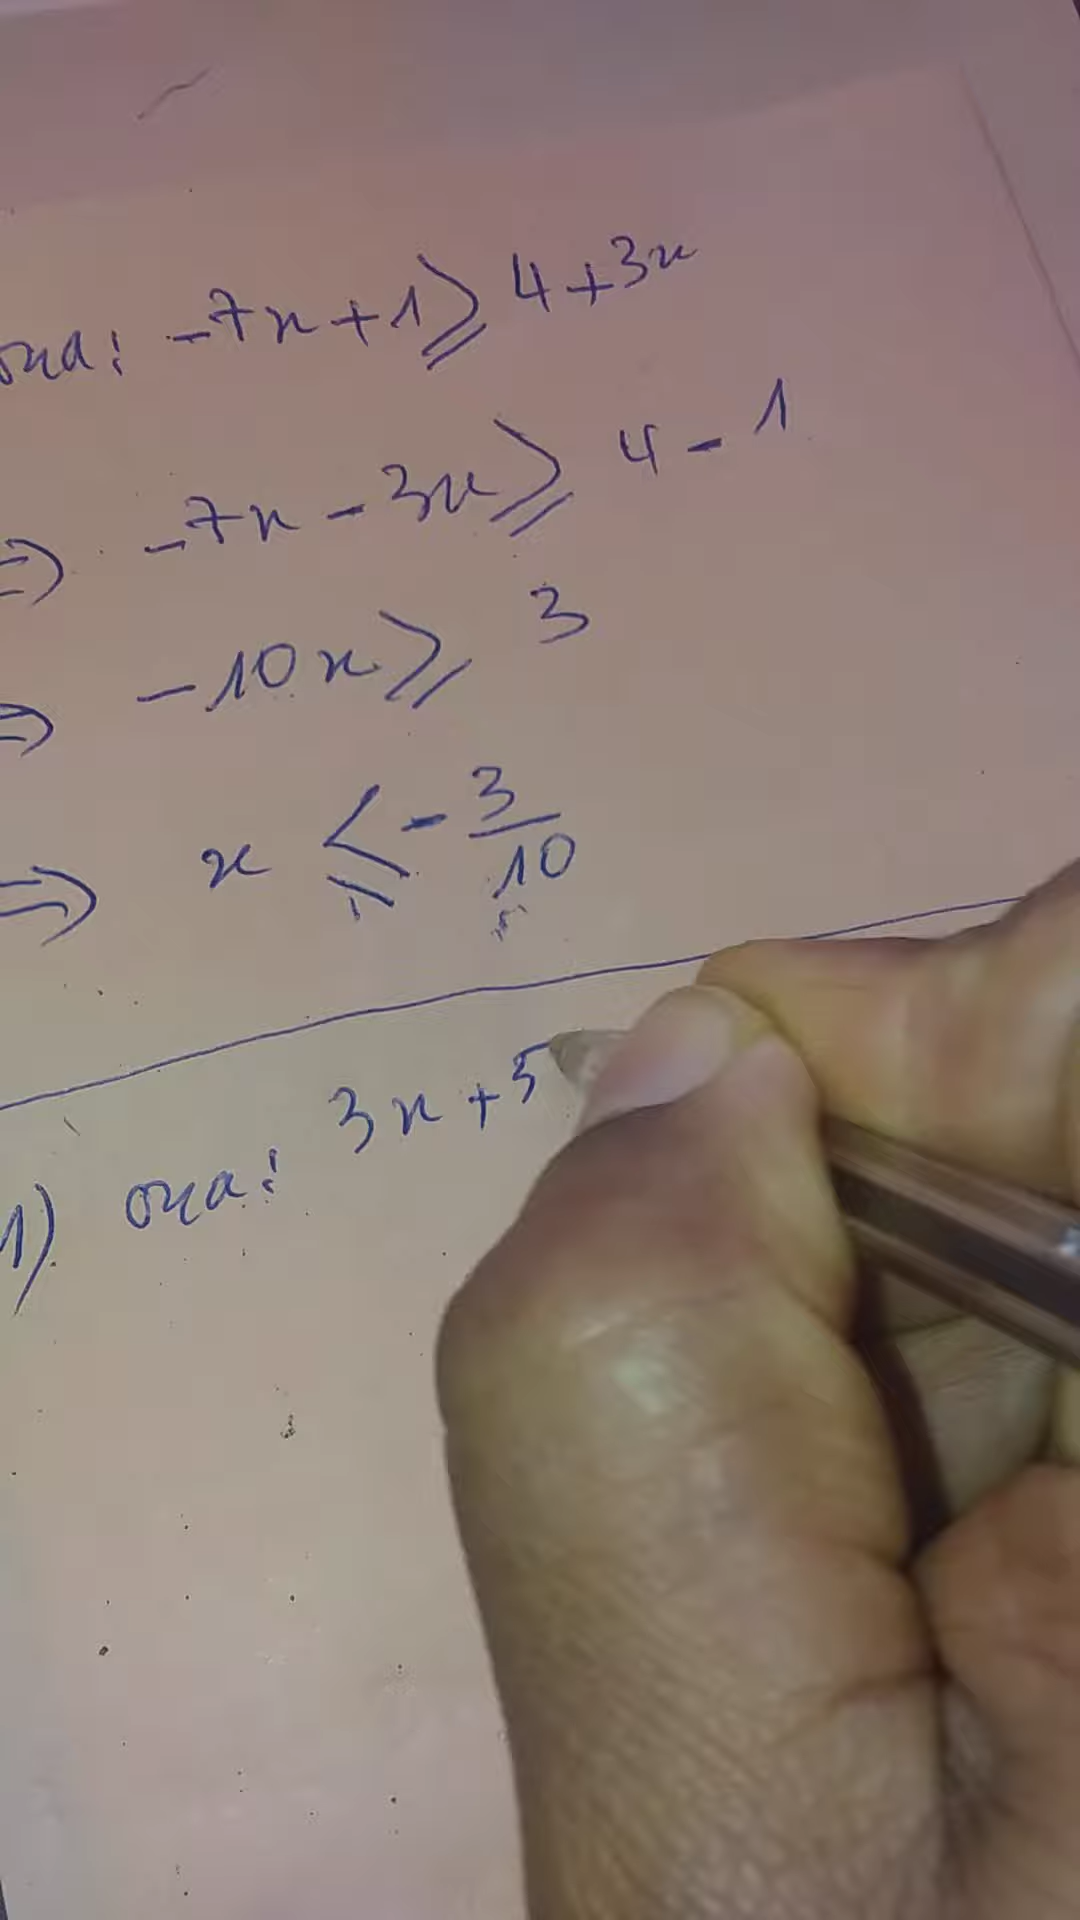 ona: -7x + 1 ⩾ 4 + 3x
⇒ -7x - 3x ⩾ 4 - 1
⇒ -10x ⩾ 3
⇒ x ⩽ - 3/10
1) ona: 3x + 5